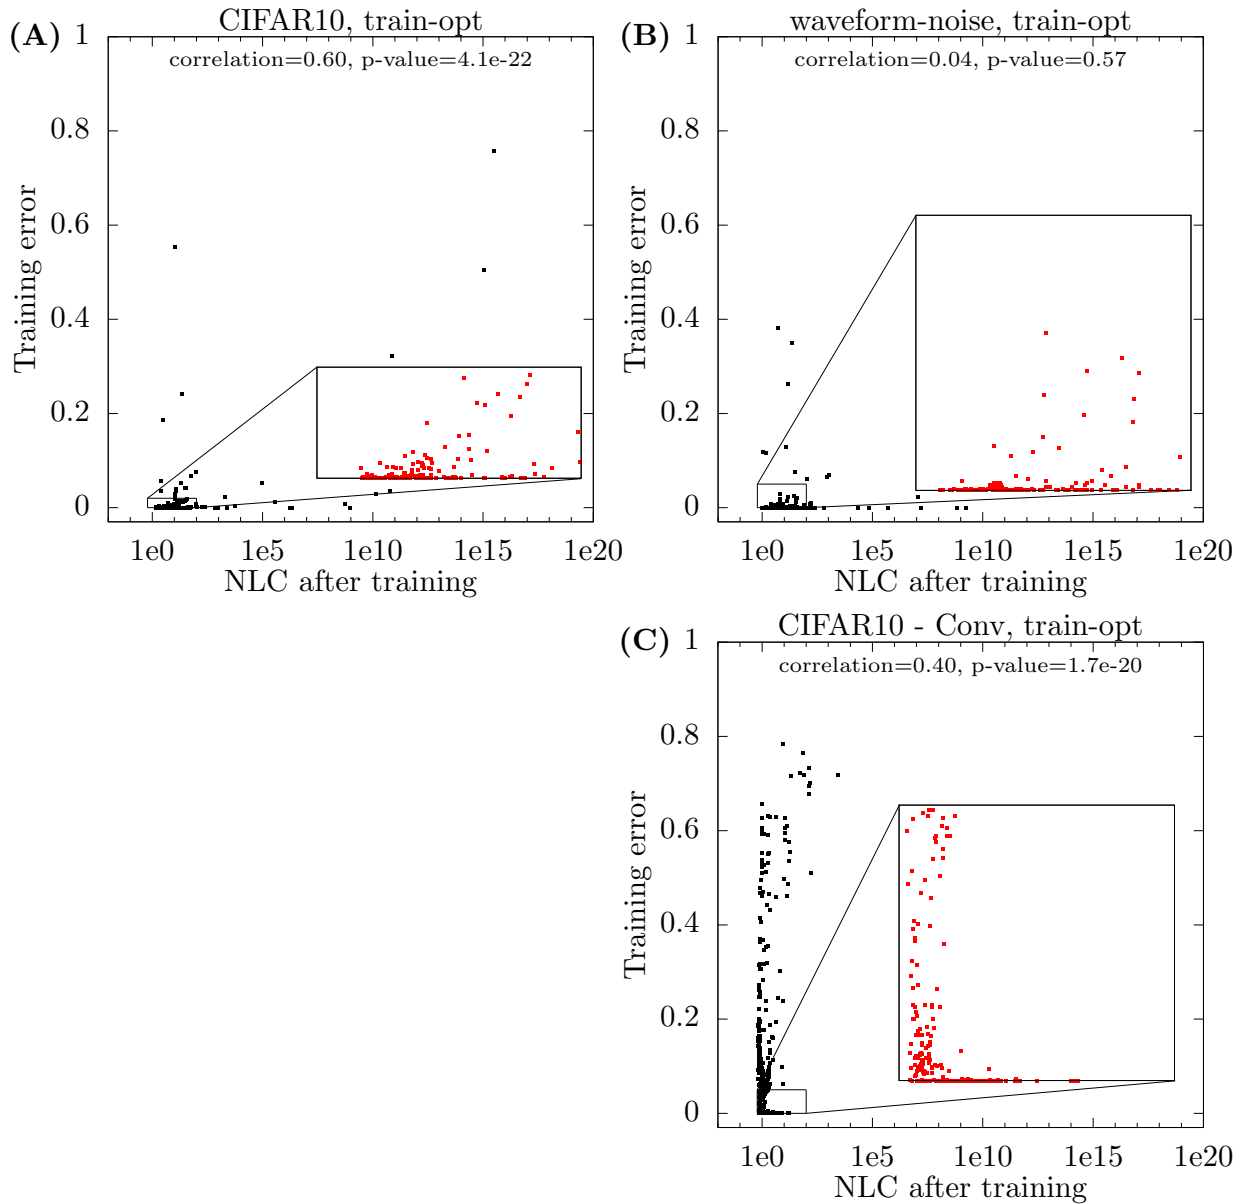 (A)
CIFAR10, train-opt
correlation=0.60, p-value=4.1e-22
Training error
1
0.8
0.6
0.4
0.2
0
1e0 1e5 1e10 1e15 1e20
NLC after training
(B)
waveform-noise, train-opt
correlation=0.04, p-value=0.57
Training error
1
0.8
0.6
0.4
0.2
0
1e0 1e5 1e10 1e15 1e20
NLC after training
(C)
CIFAR10 - Conv, train-opt
correlation=0.40, p-value=1.7e-20
Training error
1
0.8
0.6
0.4
0.2
0
1e0 1e5 1e10 1e15 1e20
NLC after training